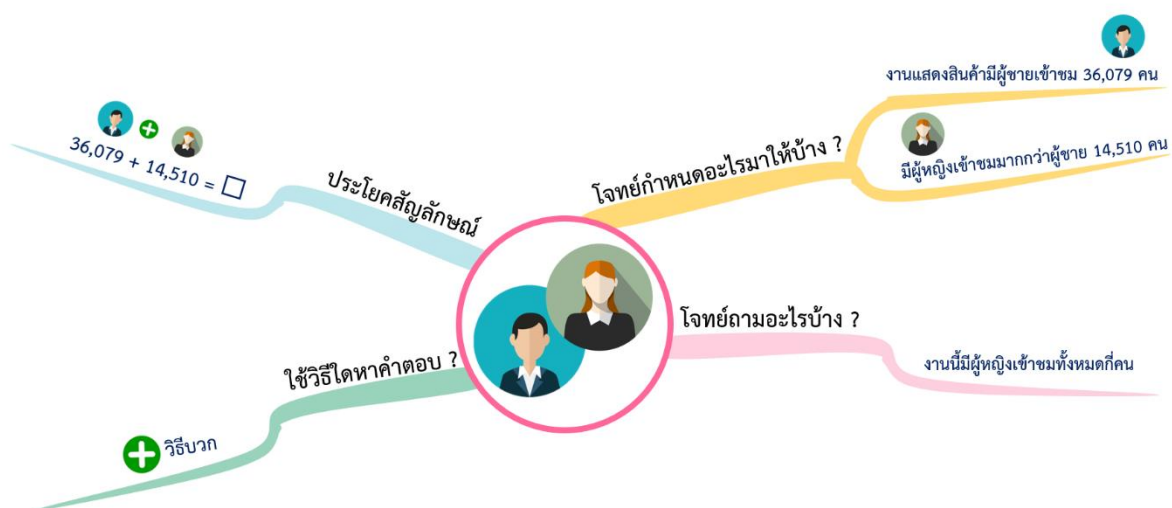 โจทย์กำหนดอะไรมาให้บ้าง ?
งานแสดงสินค้ามีผู้ชายเข้าชม 36,079 คน
มีผู้หญิงเข้าชมมากกว่าผู้ชาย 14,510 คน
โจทย์ถามอะไรบ้าง ?
งานนี้มีผู้หญิงเข้าชมทั้งหมดกี่คน
ใช้วิธีใดหาคำตอบ ?
วิธีบวก
ประโยคสัญลักษณ์
36,079 + 14,510 = □